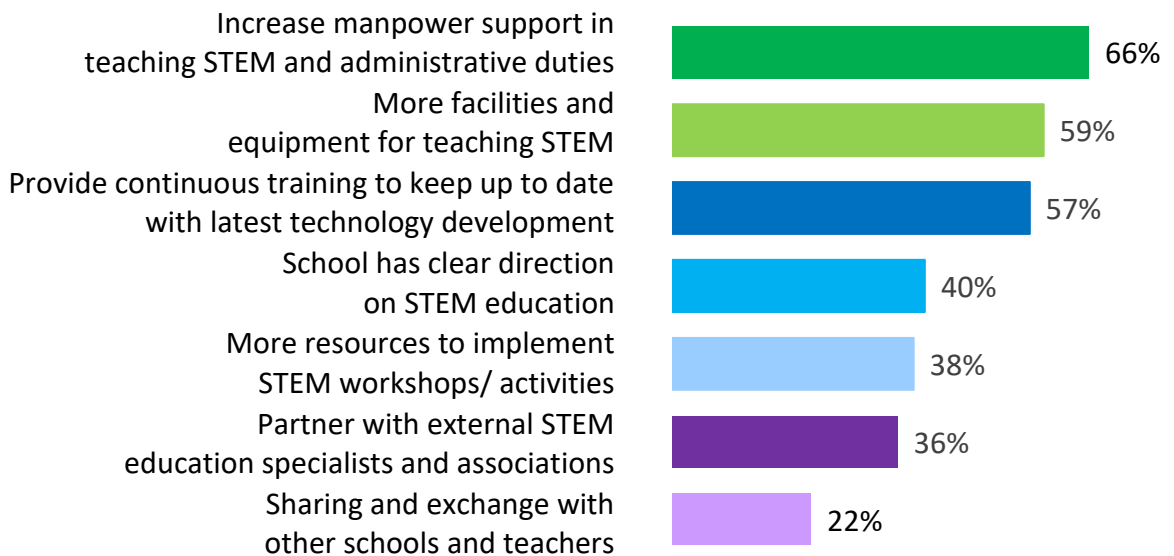 Increase manpower support in
teaching STEM and administrative duties
66%
More facilities and
equipment for teaching STEM
59%
Provide continuous training to keep up to date
with latest technology development
57%
School has clear direction
on STEM education
40%
More resources to implement
STEM workshops/ activities
38%
Partner with external STEM
education specialists and associations
36%
Sharing and exchange with
other schools and teachers
22%